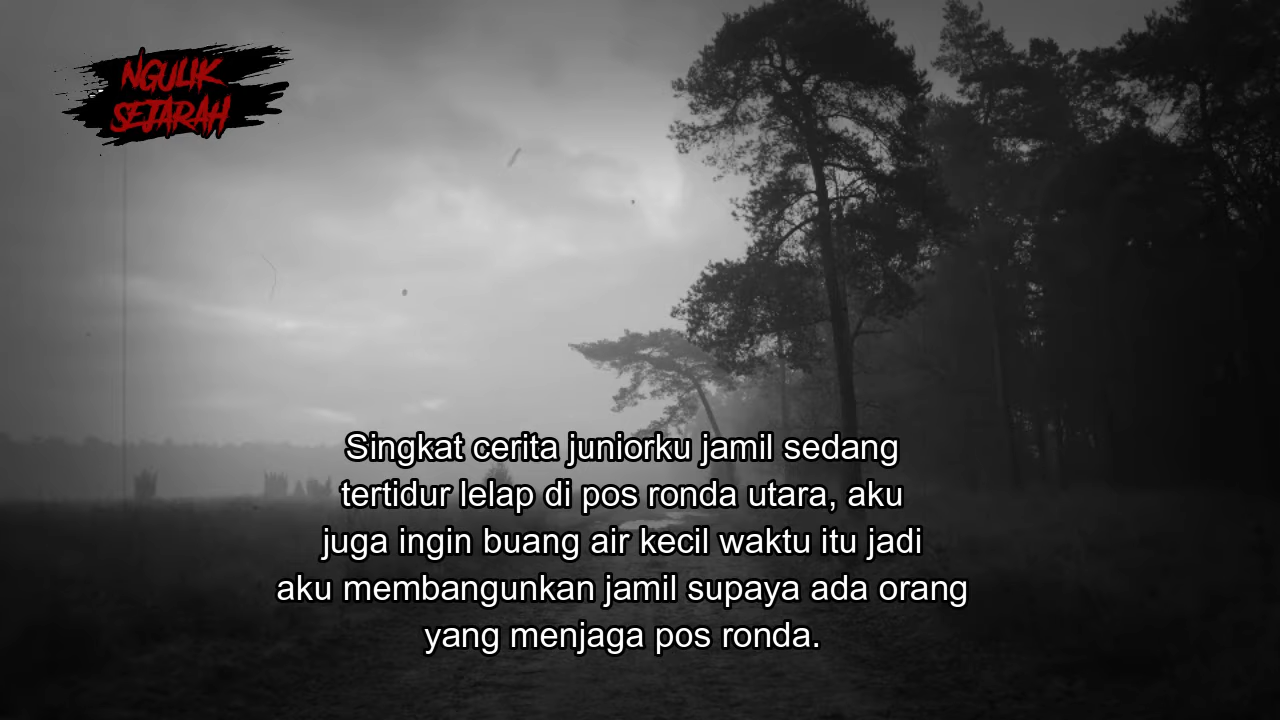 NGULIK
SEJARAH
Singkat cerita juniorku jamil sedang
tertidur lelap di pos ronda utara, aku
juga ingin buang air kecil waktu itu jadi
aku membangunkan jamil supaya ada orang
yang menjaga pos ronda.